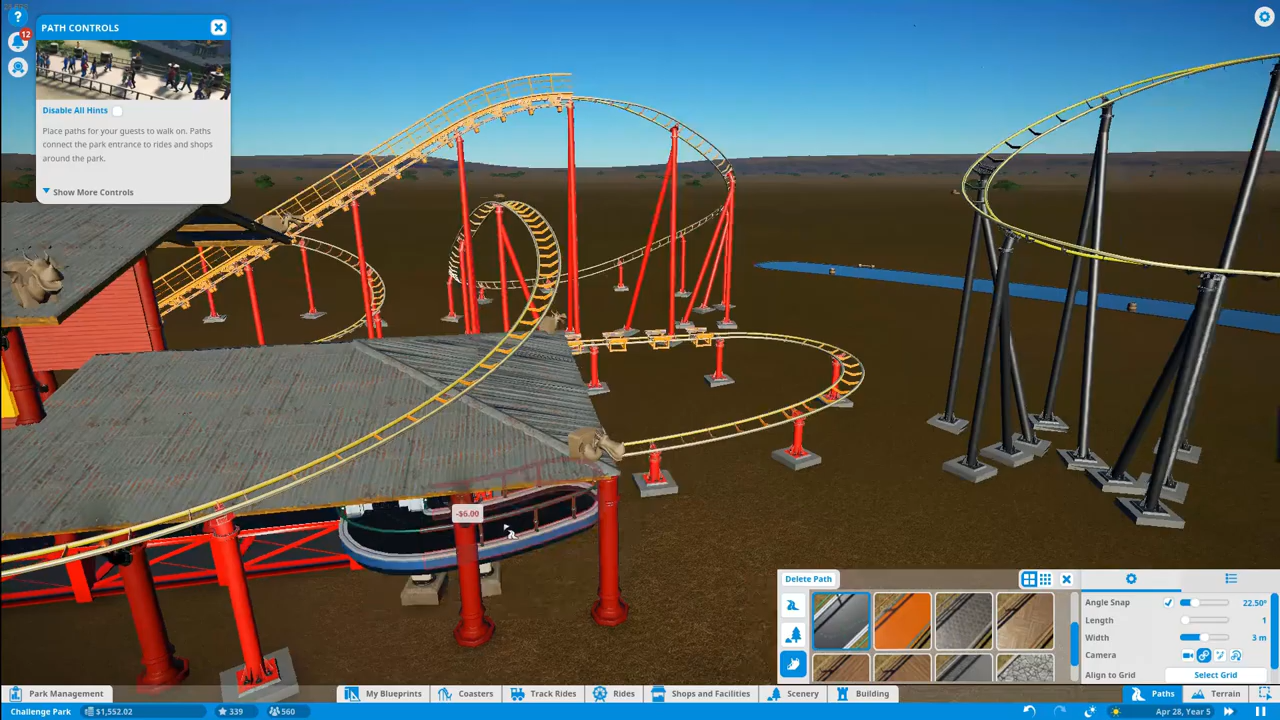 ?
PATH CONTROLS
12
Disable All Hints
Place paths for your guests to walk on. Paths
connect the park entrance to rides and shops
around the park.
Show More Controls
-$6.00
Delete Path
Angle Snap
22.50°
Length
1
Width
3 m
Camera
Align to Grid
Select Grid
Park Management
My Blueprints
Coasters
Track Rides
Rides
Shops and Facilities
Scenery
Building
Paths
Terrain
Challenge Park
$1,552.02
339
560
Apr 28, Year 5